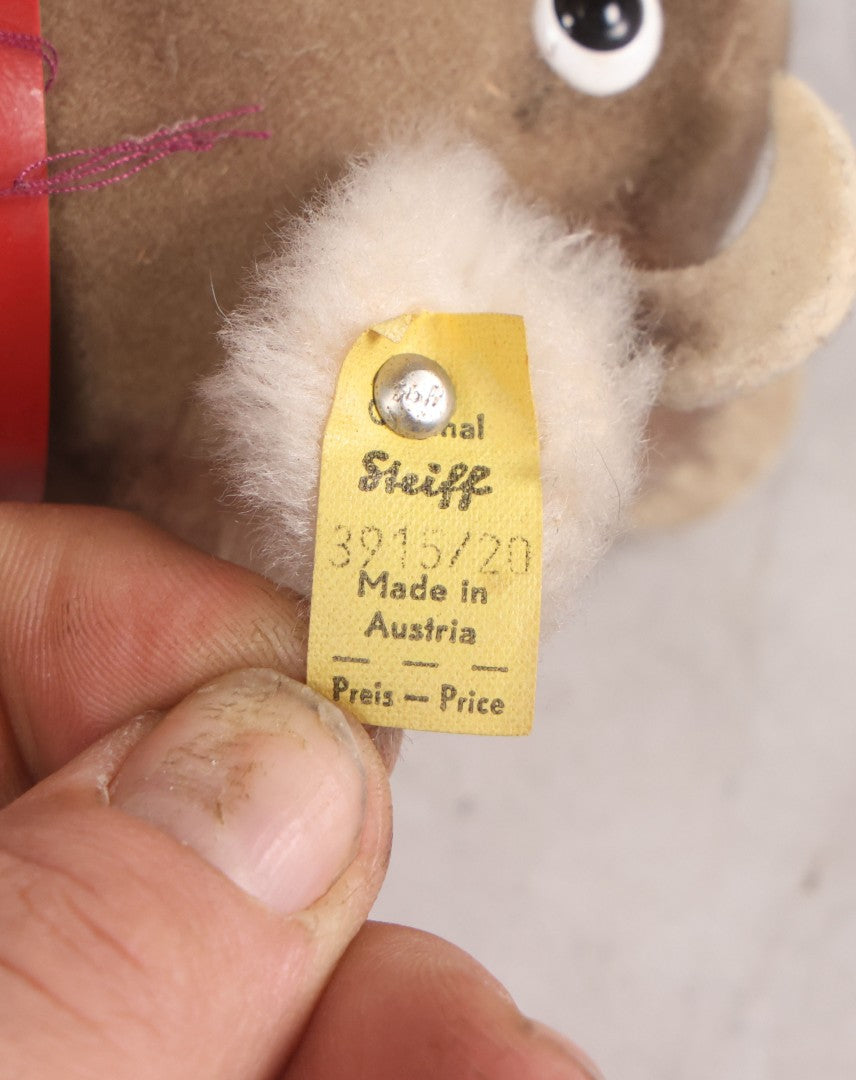 Steiff
3915/20
Made in
Austria
— — —
Preis — Price